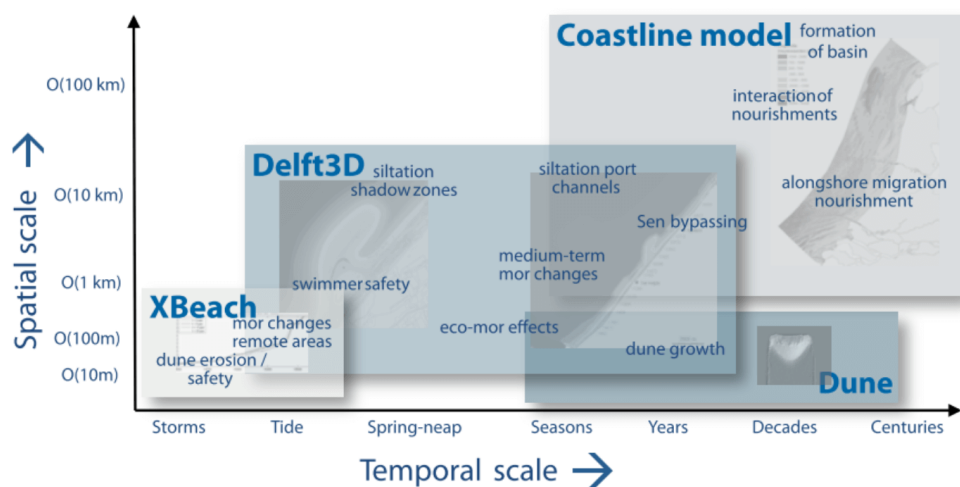 Coastline model
formation
of basin
O(100 km)
interaction of
nourishments
Delft3D
siltation
shadow zones
siltation port
channels
O(10 km)
alongshore migration
nourishment
Sen bypassing
medium-term
mor changes
O(1 km)
swimmer safety
XBeach
mor changes
remote areas
eco-mor effects
O(100m)
dune erosion /
safety
dune growth
O(10m)
Dune
Spatial scale
Storms
Tide
Spring-neap
Seasons
Years
Decades
Centuries
Temporal scale